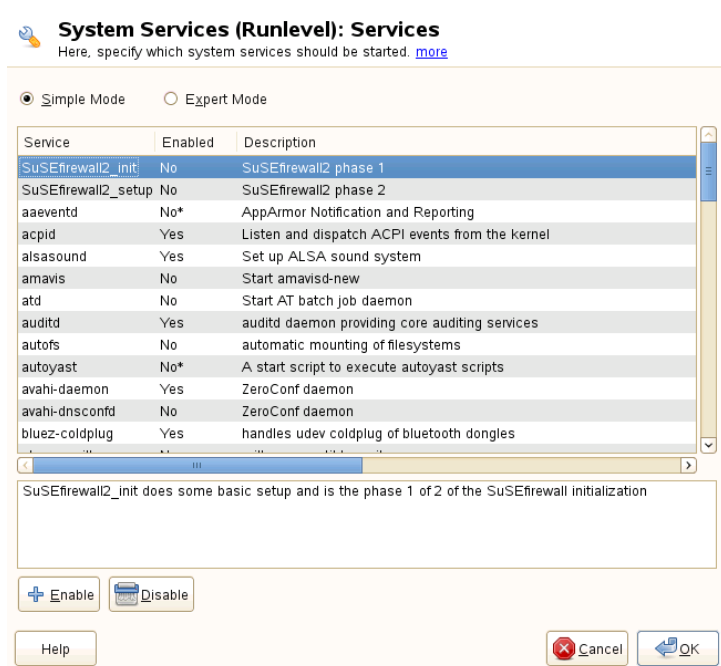 System Services (Runlevel): Services
Here, specify which system services should be started. more
Simple Mode Expert Mode
Service Enabled Description
SuSEfirewall2_init No SuSEfirewall2 phase 1
SuSEfirewall2_setup No SuSEfirewall2 phase 2
aaeventd No* AppArmor Notification and Reporting
acpid Yes Listen and dispatch ACPI events from the kernel
alsasound Yes Set up ALSA sound system
amavis No Start amavisd-new
atd No Start AT batch job daemon
auditd Yes auditd daemon providing core auditing services
autofs No automatic mounting of filesystems
autoyast No* A start script to execute autoyast scripts
avahi-daemon Yes ZeroConf daemon
avahi-dnsconfd No ZeroConf daemon
bluez-coldplug Yes handles udev coldplug of bluetooth dongles
SuSEfirewall2_init does some basic setup and is the phase 1 of 2 of the SuSEfirewall initialization
Enable Disable
Help Cancel OK